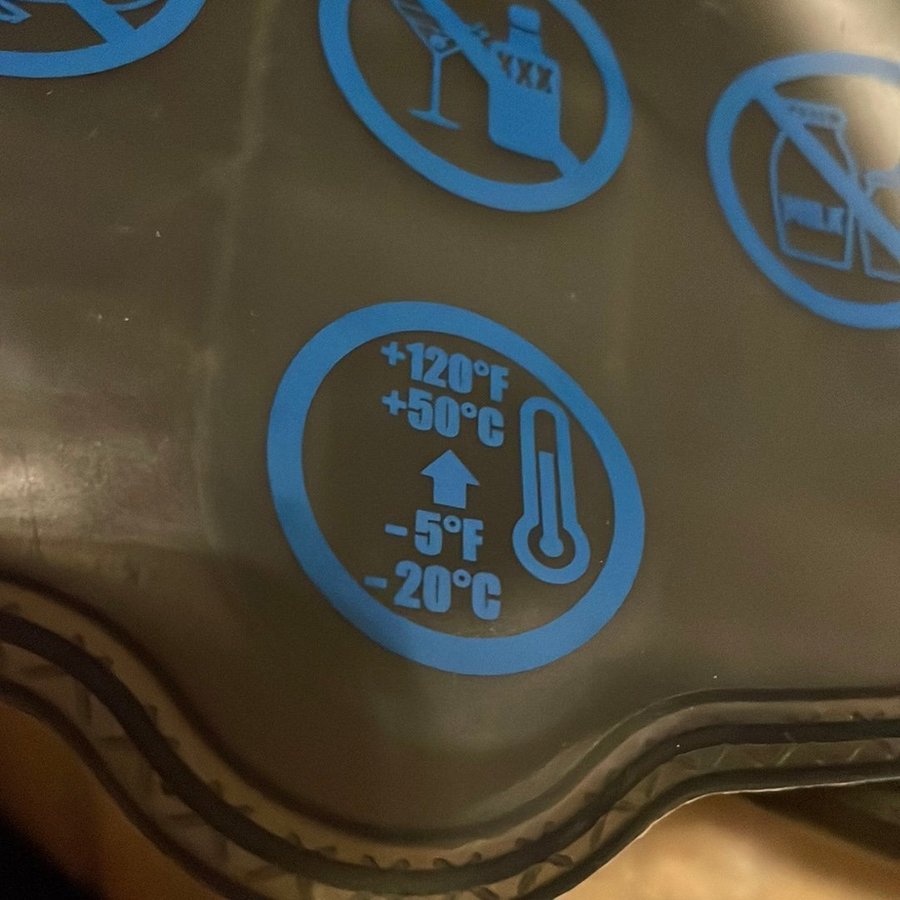 XXX
MILK
+120°F
+50°C
- 5°F
- 20°C